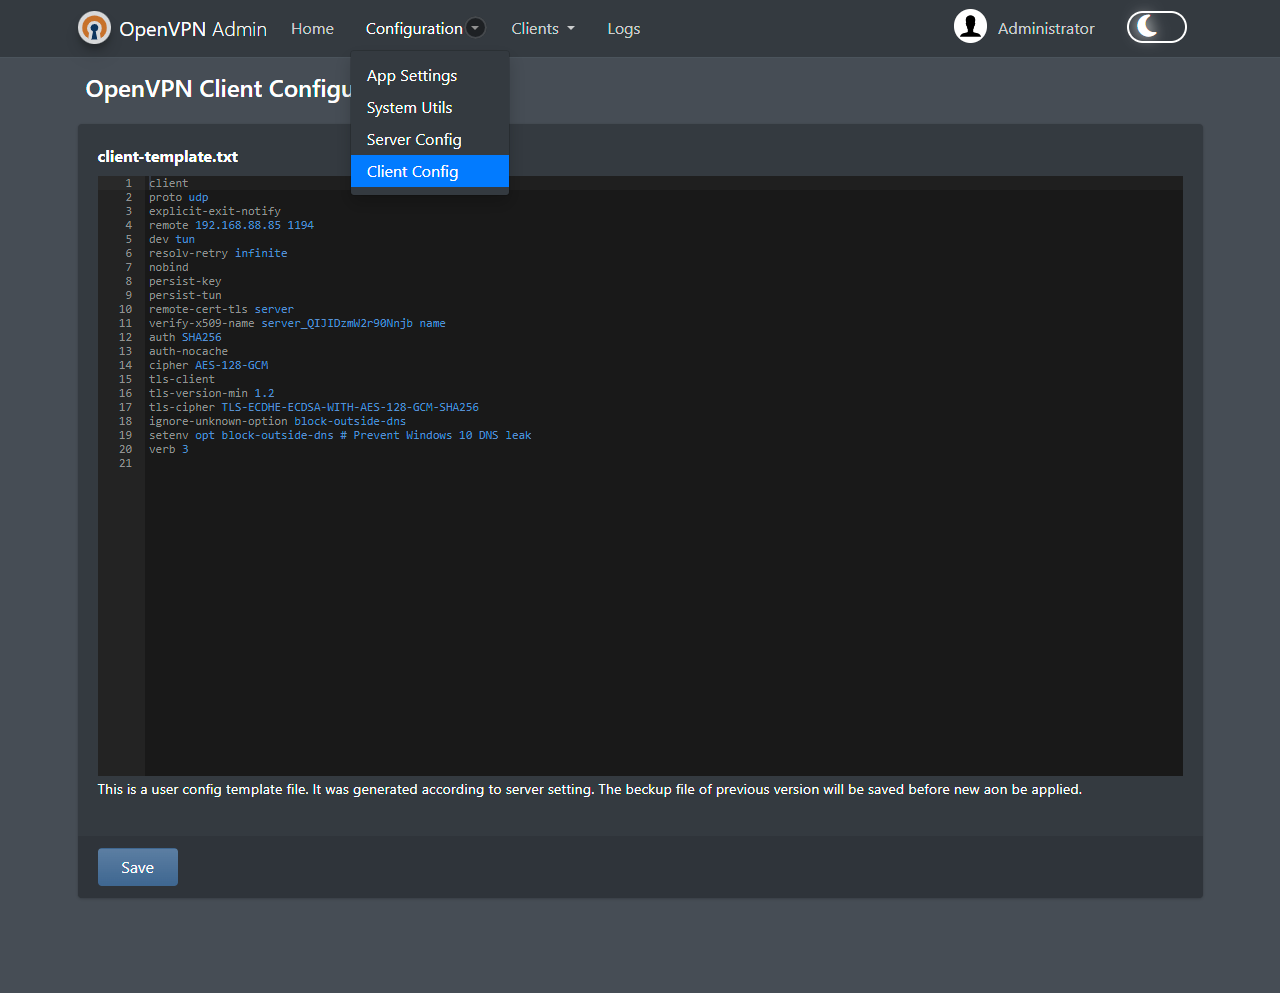 OpenVPN Admin
Home
Configuration
Clients
Logs
Administrator
App Settings
System Utils
Server Config
Client Config
OpenVPN Client Configu
client-template.txt
1 client
2 proto udp
3 explicit-exit-notify
4 remote 192.168.88.85 1194
5 dev tun
6 resolv-retry infinite
7 nobind
8 persist-key
9 persist-tun
10 remote-cert-tls server
11 verify-x509-name server_QIJIDzmW2r90Nnjb name
12 auth SHA256
13 auth-nocache
14 cipher AES-128-GCM
15 tls-client
16 tls-version-min 1.2
17 tls-cipher TLS-ECDHE-ECDSA-WITH-AES-128-GCM-SHA256
18 ignore-unknown-option block-outside-dns
19 setenv opt block-outside-dns # Prevent Windows 10 DNS leak
20 verb 3
21
This is a user config template file. It was generated according to server setting. The beckup file of previous version will be saved before new aon be applied.
Save